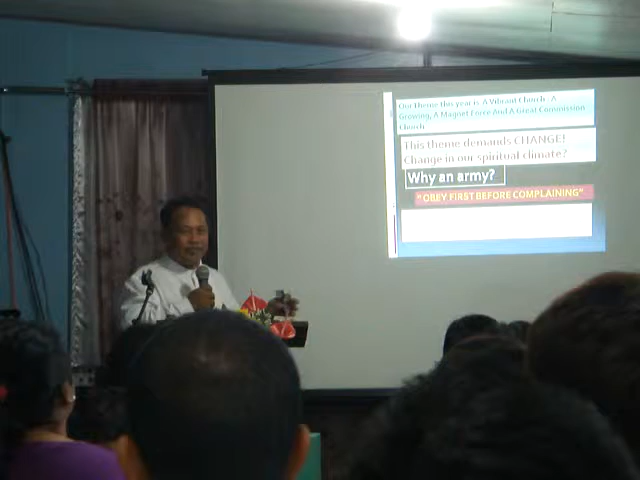 Our theme this year is A Vibrant Church : A
Growing, A Magnet Force And A Great Commission
Church
This theme demands CHANGE!
Change in our spiritual climate?
Why an army?
"OBEY FIRST BEFORE COMPLAINING"